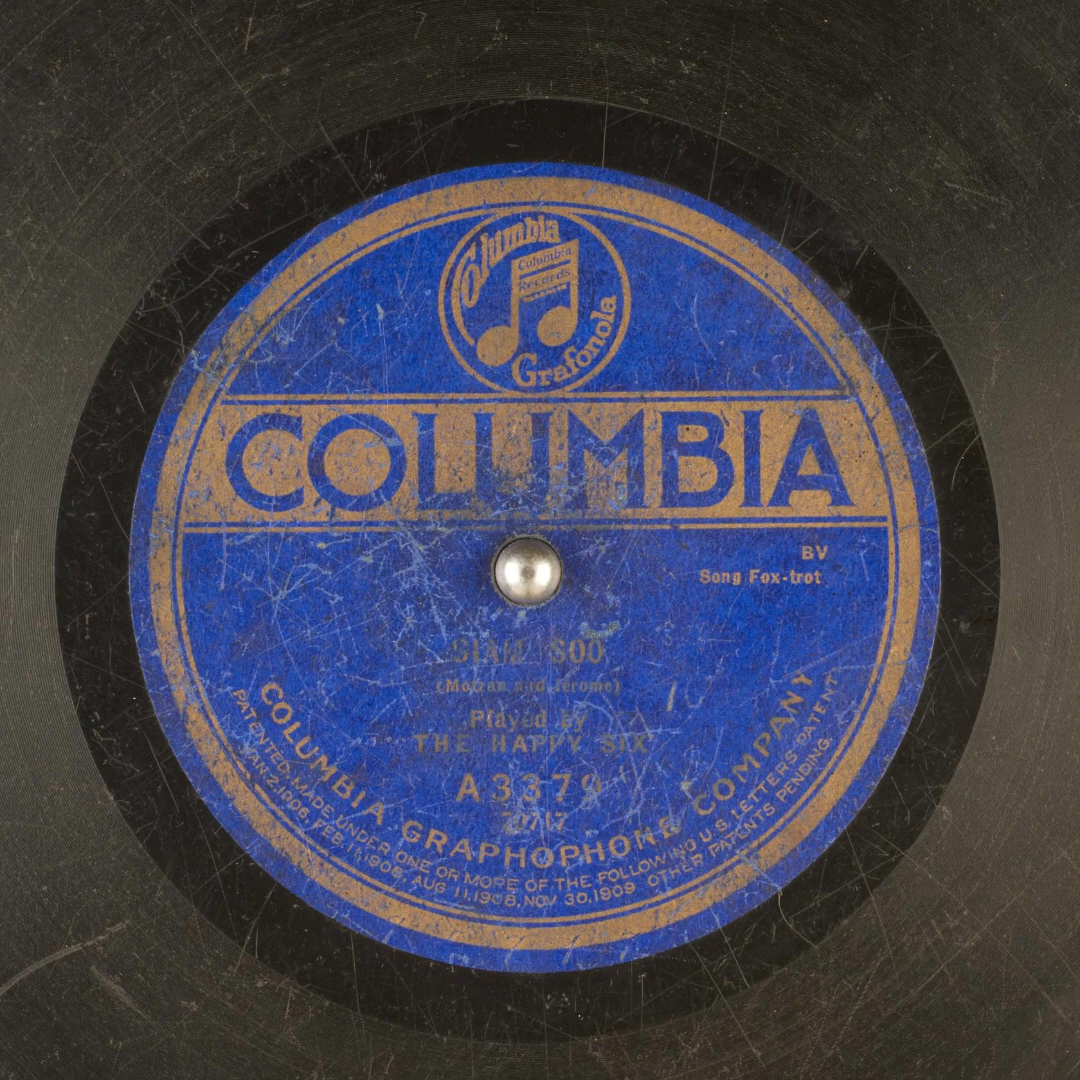 Columbia
Columbia
Records
Grafonola
COLUMBIA
BV
Song Fox-trot
SIAM SOO
(Motzan and Jerome)
Played by
THE HAPPY SIX
A3379
COLUMBIA GRAPHOPHONE COMPANY
PATENTED. MADE UNDER ONE OR MORE OF THE FOLLOWING U.S. LETTERS PATENT
JAN. 2, 1906, FEB. 11, 1908, AUG 11, 1908, NOV 30, 1909 OTHER PATENTS PENDING.